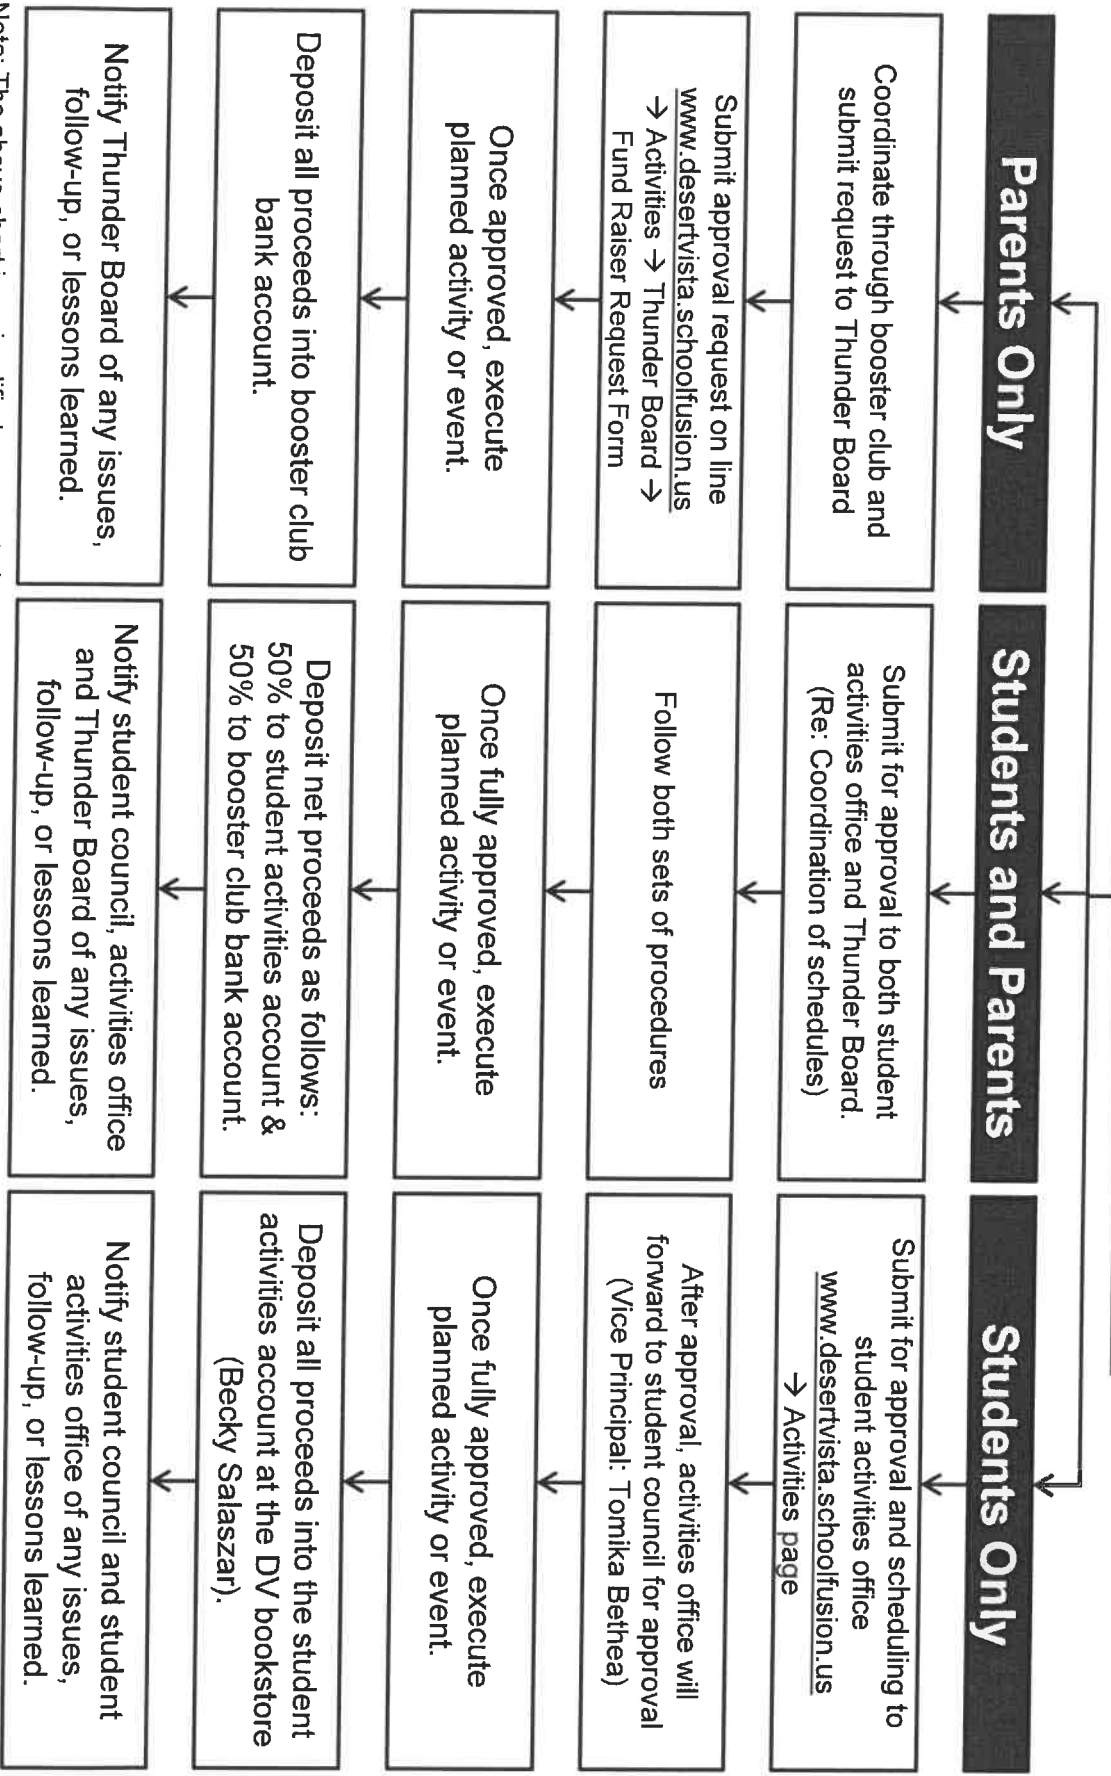 Parents Only
Coordinate through booster club and
submit request to Thunder Board
Submit approval request on line
www.desertvista.schoolfusion.us
→ Activities → Thunder Board →
Fund Raiser Request Form
Once approved, execute
planned activity or event.
Deposit all proceeds into booster club
bank account.
Notify Thunder Board of any issues,
follow-up, or lessons learned.
Students and Parents
Submit for approval to both student
activities office and Thunder Board.
(Re: Coordination of schedules)
Follow both sets of procedures
Once fully approved, execute
planned activity or event.
Deposit net proceeds as follows:
50% to student activities account &
50% to booster club bank account.
Notify student council, activities office
and Thunder Board of any issues,
follow-up, or lessons learned.
Students Only
Submit for approval and scheduling to
student activities office
www.desertvista.schoolfusion.us
→ Activities page
After approval, activities office will
forward to student council for approval
(Vice Principal: Tomika Bethea)
Once fully approved, execute
planned activity or event.
Deposit all proceeds into the student
activities account at the DV bookstore
(Becky Salaszar).
Notify student council and student
activities office of any issues,
follow-up, or lessons learned.
Note: The above chart is